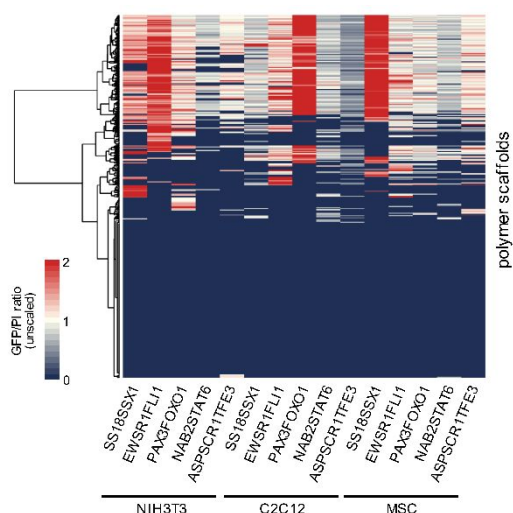 polymer scaffolds
GFP/PI ratio
(unscaled)
2
1
0
SS18SSX1
EWSR1FLI1
PAX3FOXO1
NAB2STAT6
ASPSCR1TFE3
SS18SSX1
EWSR1FLI1
PAX3FOXO1
NAB2STAT6
ASPSCR1TFE3
SS18SSX1
EWSR1FLI1
PAX3FOXO1
NAB2STAT6
ASPSCR1TFE3
NIH3T3
C2C12
MSC